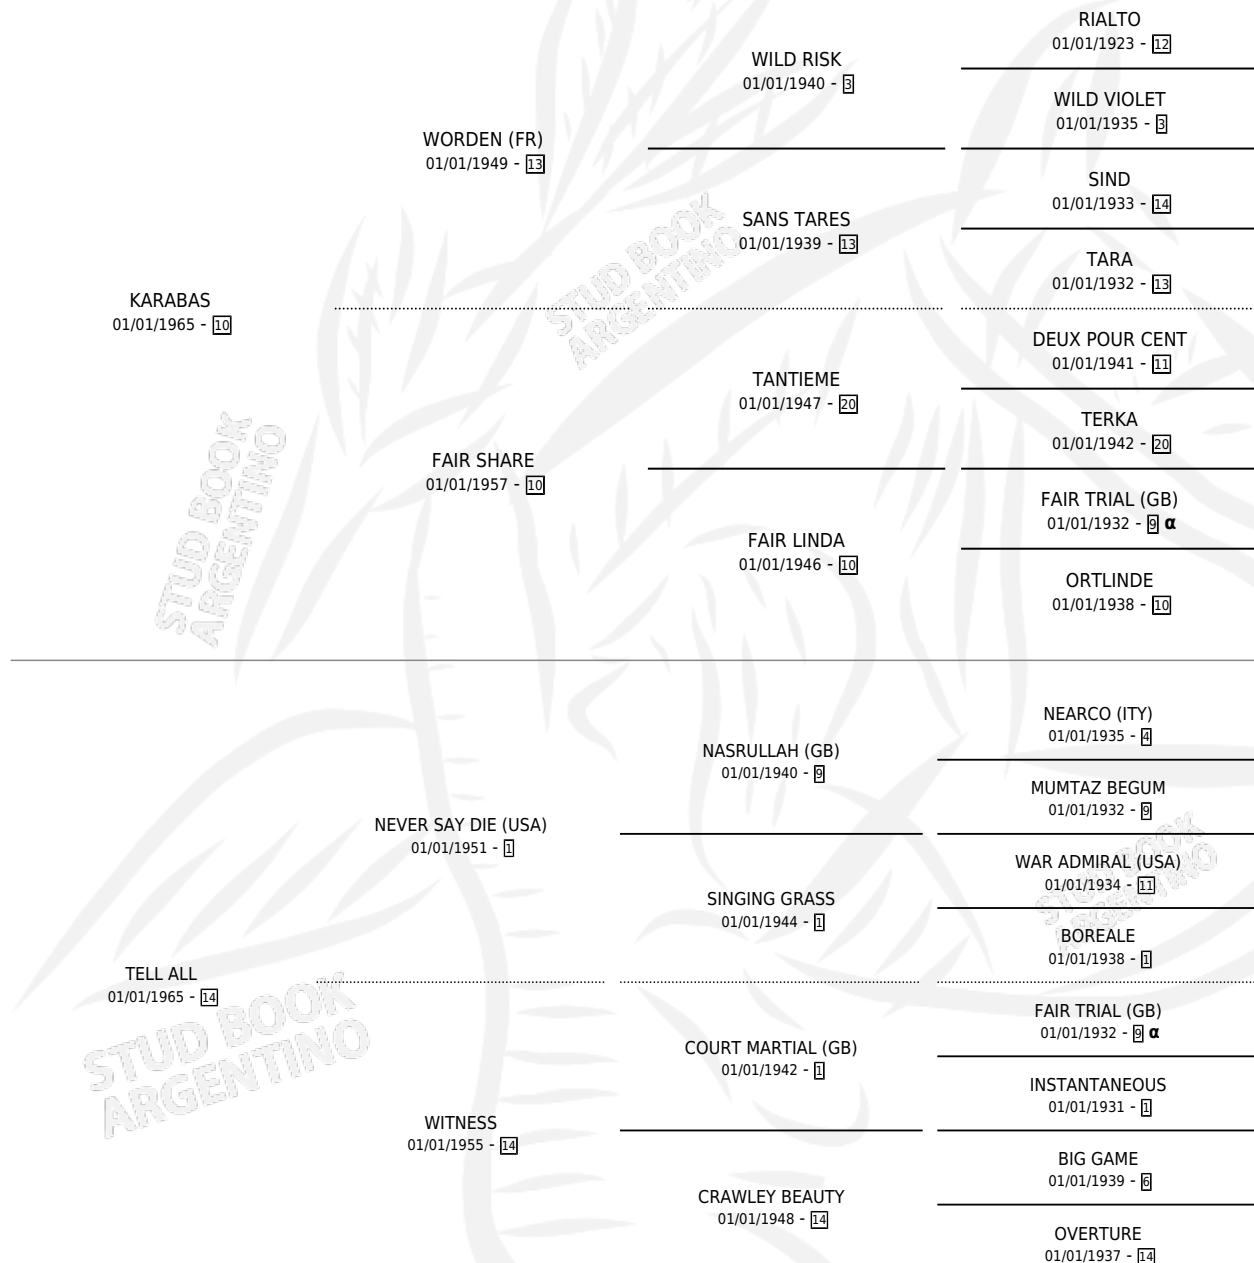 RIALTO
01/01/1923 - 12
WILD RISK
01/01/1940 - 3
WILD VIOLET
01/01/1935 - 3
WORDEN (FR)
01/01/1949 - 13
SIND
01/01/1933 - 14
SANS TARES
01/01/1939 - 13
TARA
01/01/1932 - 13
KARABAS
01/01/1965 - 10
DEUX POUR CENT
01/01/1941 - 11
TANTIEME
01/01/1947 - 20
TERKA
01/01/1942 - 20
FAIR SHARE
01/01/1957 - 10
FAIR TRIAL (GB)
01/01/1932 - 9 α
FAIR LINDA
01/01/1946 - 10
ORTLINDE
01/01/1938 - 10
NEARCO (ITY)
01/01/1935 - 4
NASRULLAH (GB)
01/01/1940 - 9
MUMTAZ BEGUM
01/01/1932 - 9
NEVER SAY DIE (USA)
01/01/1951 - 1
WAR ADMIRAL (USA)
01/01/1934 - 11
SINGING GRASS
01/01/1944 - 1
BOREALE
01/01/1938 - 1
TELL ALL
01/01/1965 - 14
FAIR TRIAL (GB)
01/01/1932 - 9 α
COURT MARTIAL (GB)
01/01/1942 - 1
INSTANTANEOUS
01/01/1931 - 1
WITNESS
01/01/1955 - 14
BIG GAME
01/01/1939 - 6
CRAWLEY BEAUTY
01/01/1948 - 14
OVERTURE
01/01/1937 - 14
STUD BOOK
ARGENTINO
STUD BOOK
ARGENTINO
STUD BOOK
ARGENTINO
STUD BOOK
ARGENTINO